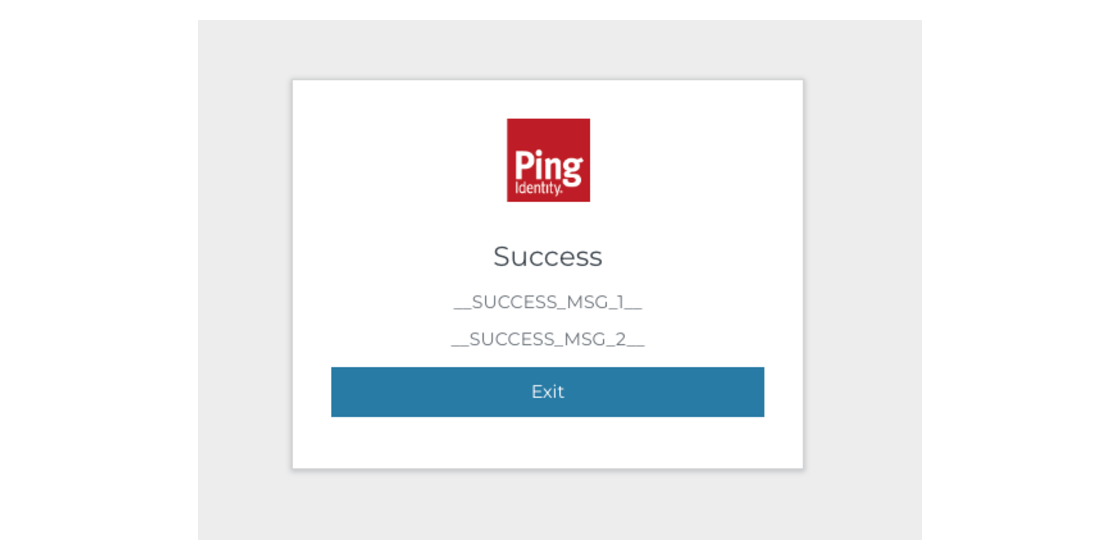 Ping
Identity.
Success
__SUCCESS_MSG_1__
__SUCCESS_MSG_2__
Exit